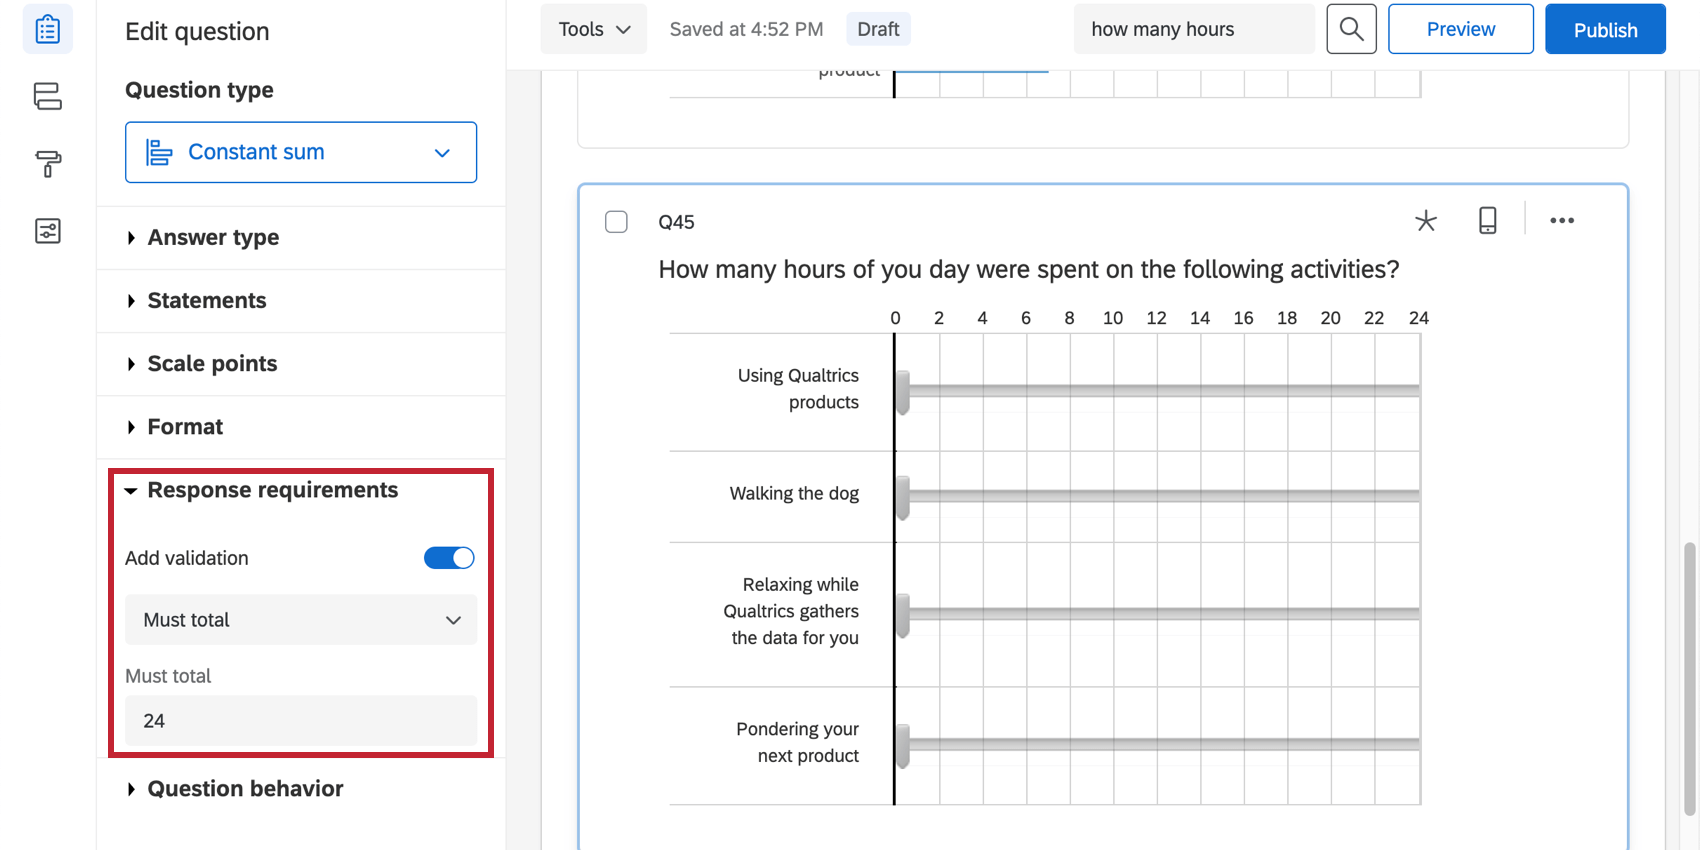 Edit question
Question type
Constant sum
Answer type
Statements
Scale points
Format
Response requirements
Add validation
Must total
Must total
24
Question behavior
Tools
Saved at 4:52 PM
Draft
how many hours
Preview
Publish
product
Q45
How many hours of you day were spent on the following activities?
0 2 4 6 8 10 12 14 16 18 20 22 24
Using Qualtrics
products
Walking the dog
Relaxing while
Qualtrics gathers
the data for you
Pondering your
next product